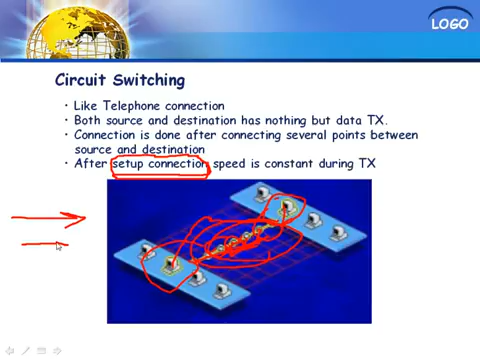 LOGO
Circuit Switching
• Like Telephone connection
• Both source and destination has nothing but data TX.
• Connection is done after connecting several points between
source and destination
• After setup connection speed is constant during TX